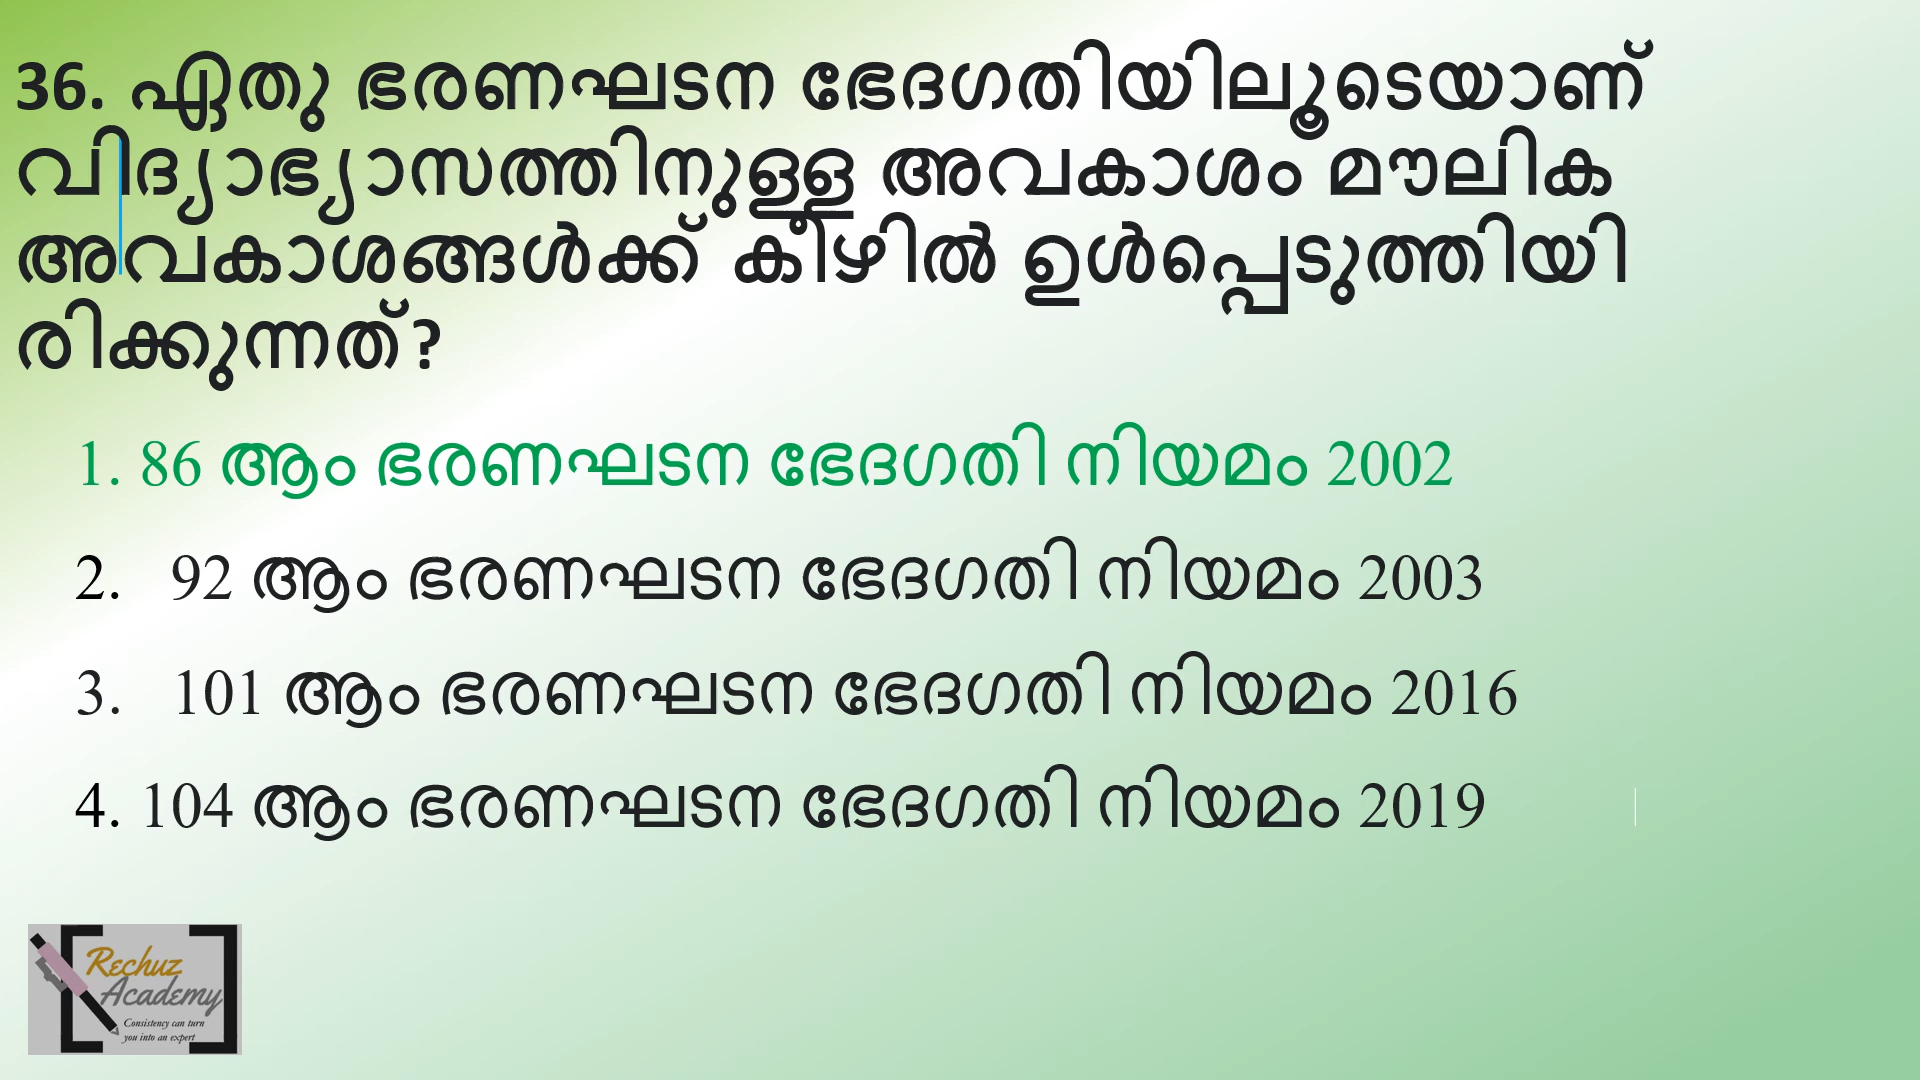 36. ഏതു ഭരണഘടന ഭേദഗതിയിലൂടെയാണ്
വിദ്യാഭ്യാസത്തിനുള്ള അവകാശം മൗലിക
അവകാശങ്ങൾക്ക് കീഴിൽ ഉൾപ്പെടുത്തിയി
രിക്കുന്നത്?
1. 86 ആം ഭരണഘടന ഭേദഗതി നിയമം 2002
2. 92 ആം ഭരണഘടന ഭേദഗതി നിയമം 2003
3. 101 ആം ഭരണഘടന ഭേദഗതി നിയമം 2016
4. 104 ആം ഭരണഘടന ഭേദഗതി നിയമം 2019
Rechuz
Academy
Consistency can turn
you into an expert